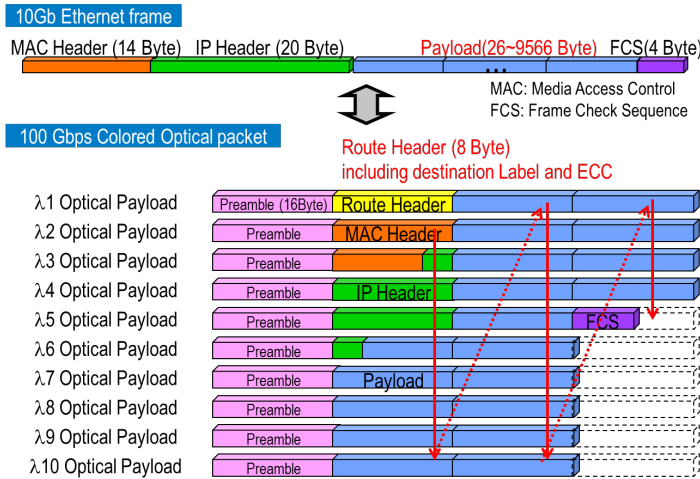 10Gb Ethernet frame
MAC Header (14 Byte) IP Header (20 Byte) Payload(26~9566 Byte) FCS(4 Byte)
...
MAC: Media Access Control
FCS: Frame Check Sequence
100 Gbps Colored Optical packet
Route Header (8 Byte)
including destination Label and ECC
λ1 Optical Payload Preamble (16Byte) Route Header
λ2 Optical Payload Preamble MAC Header
λ3 Optical Payload Preamble
λ4 Optical Payload Preamble IP Header
λ5 Optical Payload Preamble FCS
λ6 Optical Payload Preamble
λ7 Optical Payload Preamble Payload
λ8 Optical Payload Preamble
λ9 Optical Payload Preamble
λ10 Optical Payload Preamble